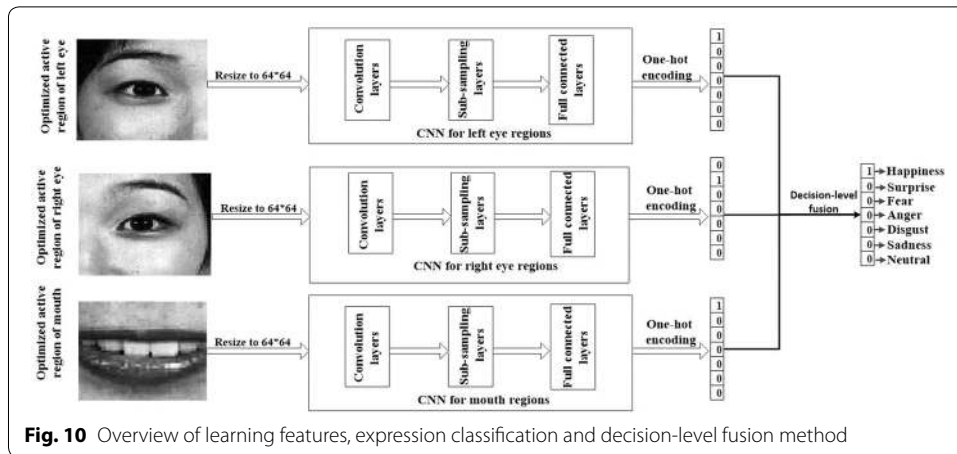 Optimized active
region of left eye
Resize to 64*64
Convolution
layers
Sub-sampling
layers
Full connected
layers
CNN for left eye regions
One-hot
encoding
1
0
0
0
0
0
0
Optimized active
region of right eye
Resize to 64*64
Convolution
layers
Sub-sampling
layers
Full connected
layers
CNN for right eye regions
One-hot
encoding
0
1
0
0
0
0
0
Optimized active
region of mouth
Resize to 64*64
Convolution
layers
Sub-sampling
layers
Full connected
layers
CNN for mouth regions
One-hot
encoding
1
0
0
0
0
0
0
Decision-level
fusion
1 Happiness
0 Surprise
0 Fear
0 Anger
0 Disgust
0 Sadness
0 Neutral
Fig. 10 Overview of learning features, expression classification and decision-level fusion method